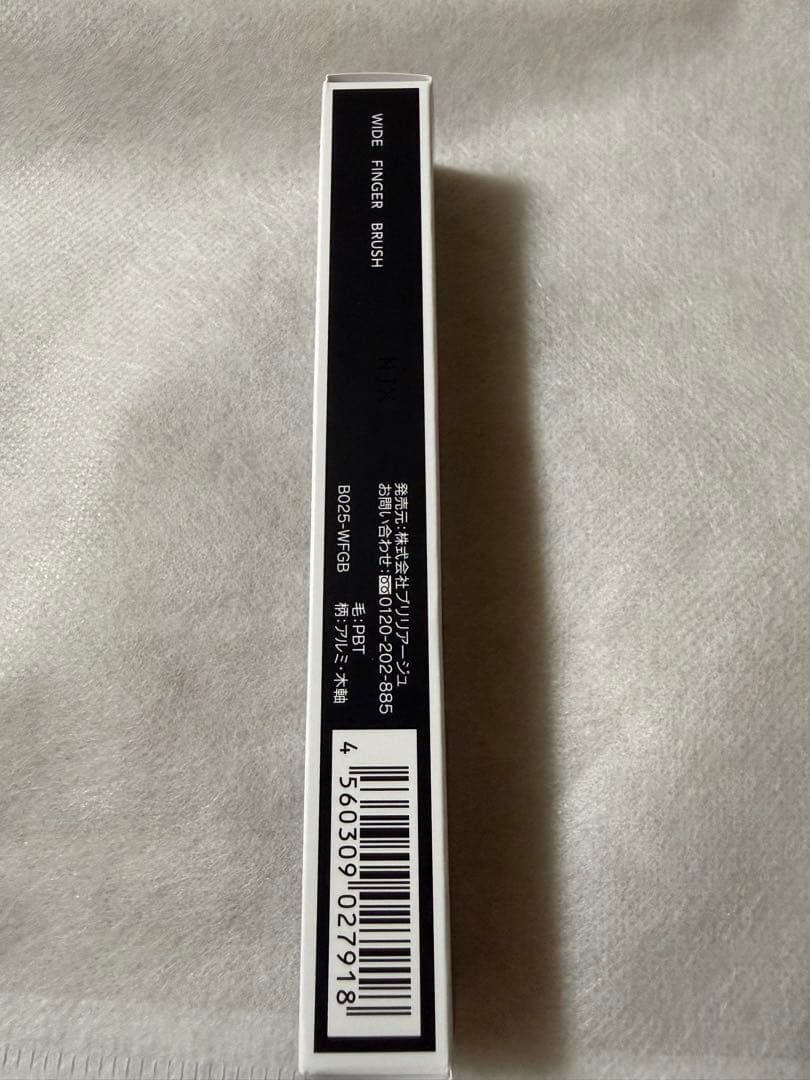 WIDE FINGER BRUSH
発売元：株式会社ブリリアージュ
お問い合わせ：0120-202-885
毛：PBT
B025-WFGB 柄：アルミ・木軸
4 560309 027918